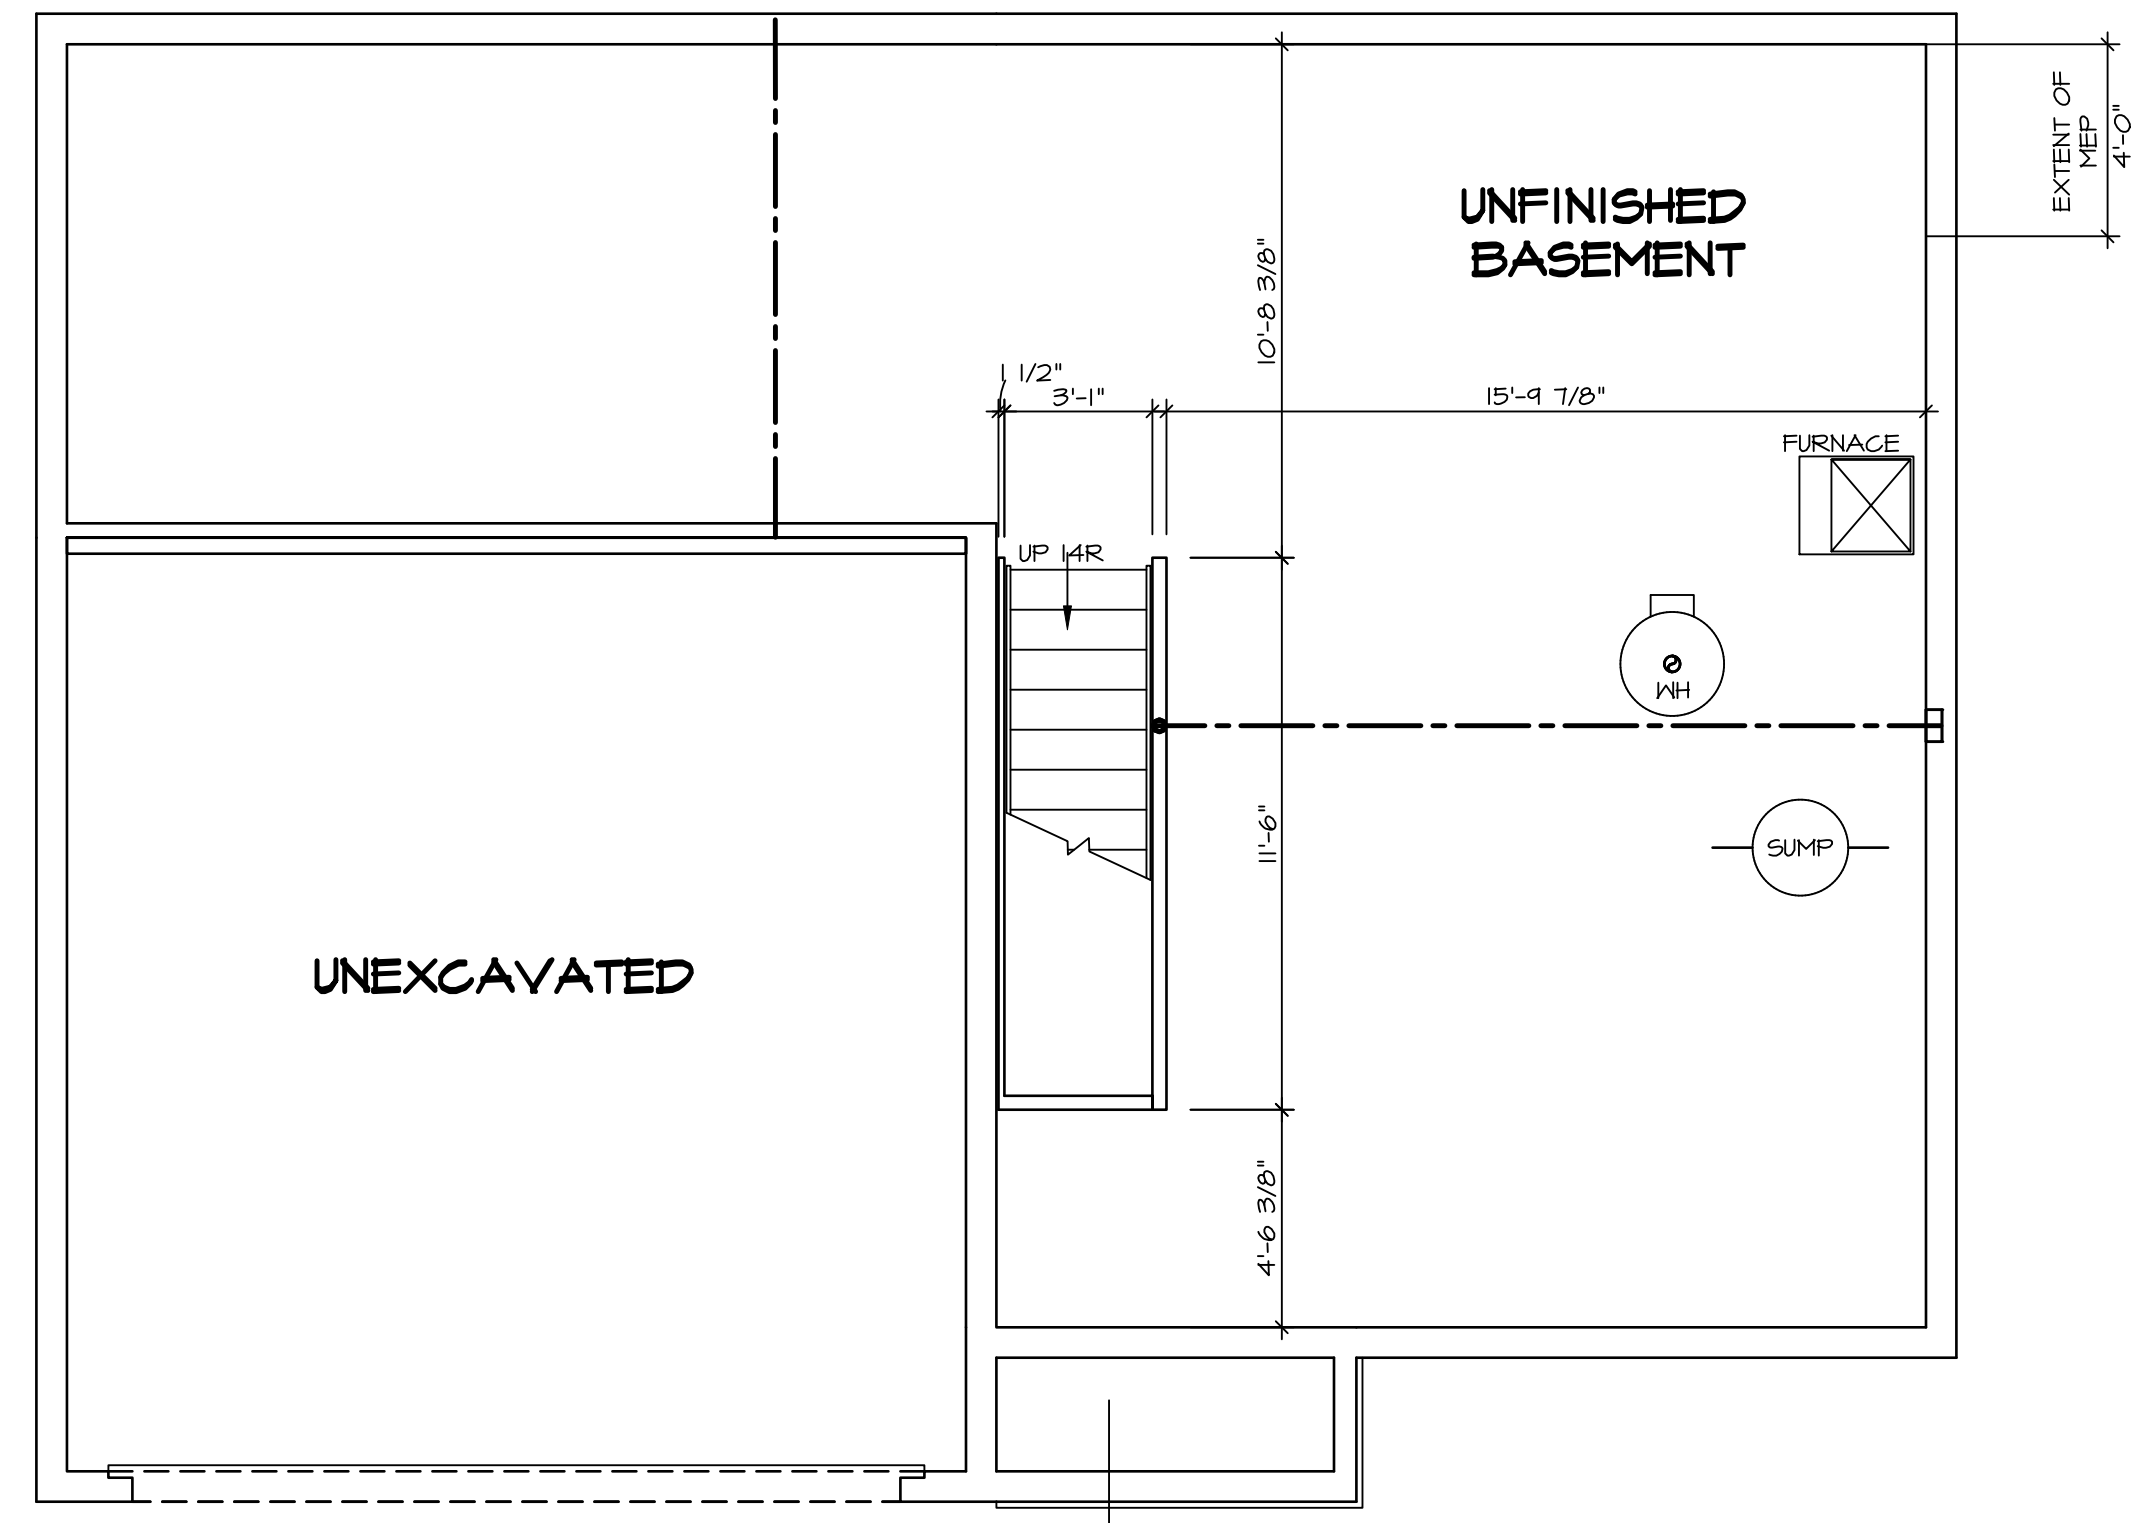 EXTENT OF
MEP
4'-0"
UNFINISHED
BASEMENT
10'-8 3/8"
1 1/2"
3'-1"
15'-9 7/8"
FURNACE
UP 14R
WH
11'-6"
SUMP
UNEXCAVATED
4'-6 3/8"